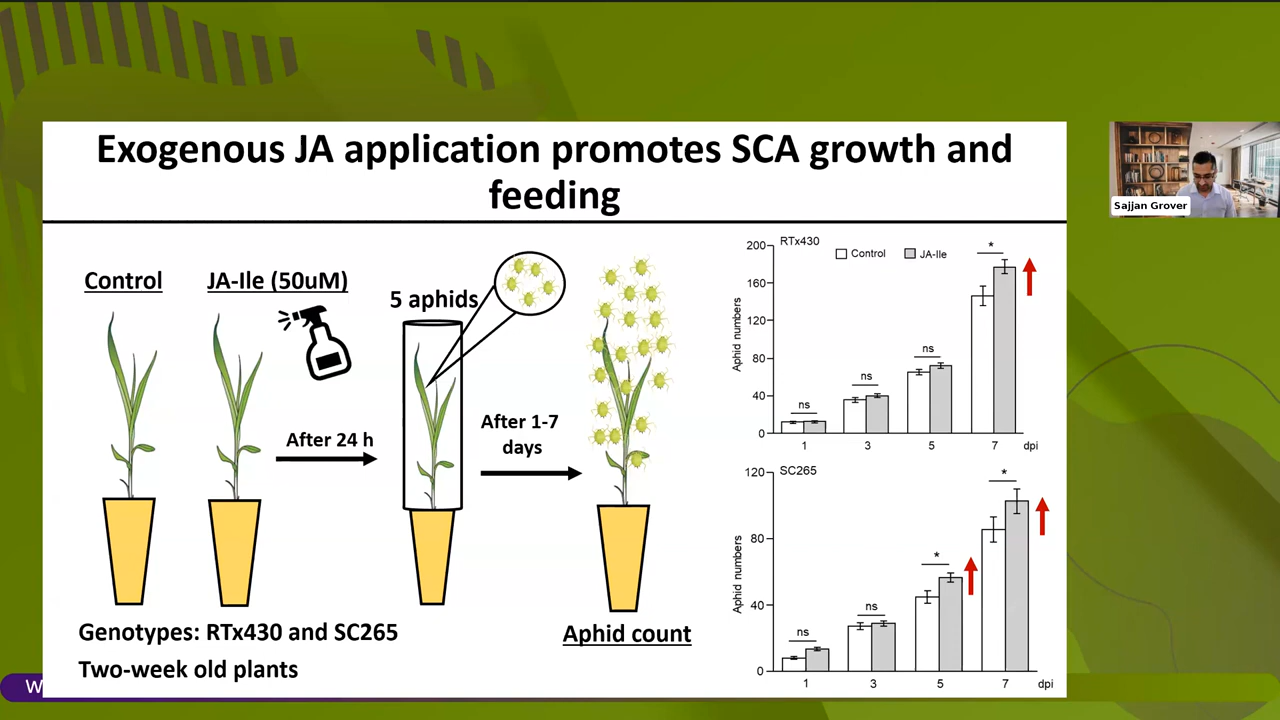 Exogenous JA application promotes SCA growth and
feeding
Sajjan Grover
Control
JA-Ile (50uM)
5 aphids
After 24 h
After 1-7
days
Genotypes: RTx430 and SC265
Two-week old plants
Aphid count
RTx430
Control
JA-Ile
Aphid numbers
200
160
120
80
40
0
ns
ns
ns
*
1 3 5 7 dpi
SC265
Aphid numbers
120
80
40
0
ns
ns
*
*
1 3 5 7 dpi
W